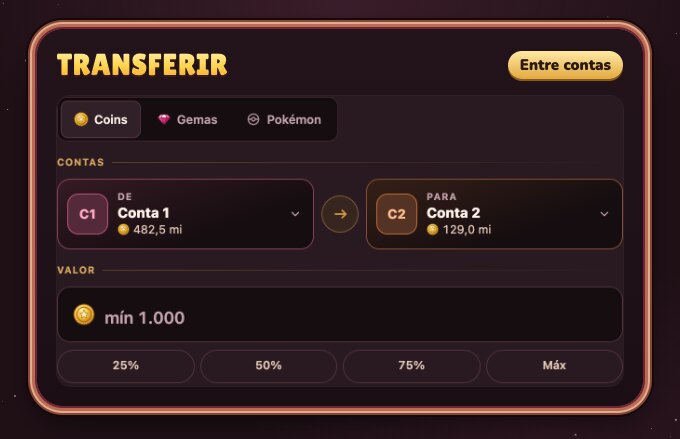 TRANSFERIR
Entre contas
Coins
Gemas
Pokémon
CONTAS
C1
DE
Conta 1
482,5 mi
→
C2
PARA
Conta 2
129,0 mi
VALOR
mín 1.000
25%
50%
75%
Máx